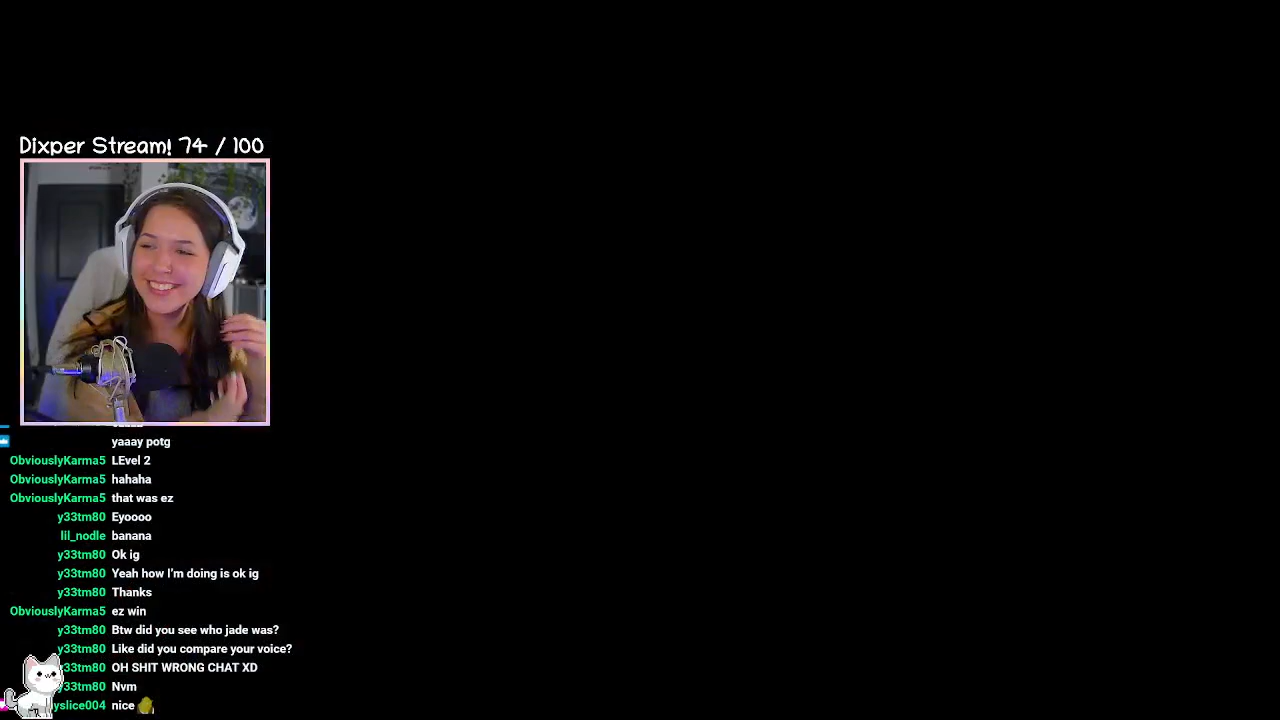 Dixper Stream! 74 / 100
yaaay potg
ObviouslyKarma5 LEvel 2
ObviouslyKarma5 hahaha
ObviouslyKarma5 that was ez
y33tm80 Eyoooo
lil_nodle banana
y33tm80 Ok ig
y33tm80 Yeah how I'm doing is ok ig
y33tm80 Thanks
ObviouslyKarma5 ez win
y33tm80 Btw did you see who jade was?
y33tm80 Like did you compare your voice?
33tm80 OH SHIT WRONG CHAT XD
33tm80 Nvm
yslice004 nice